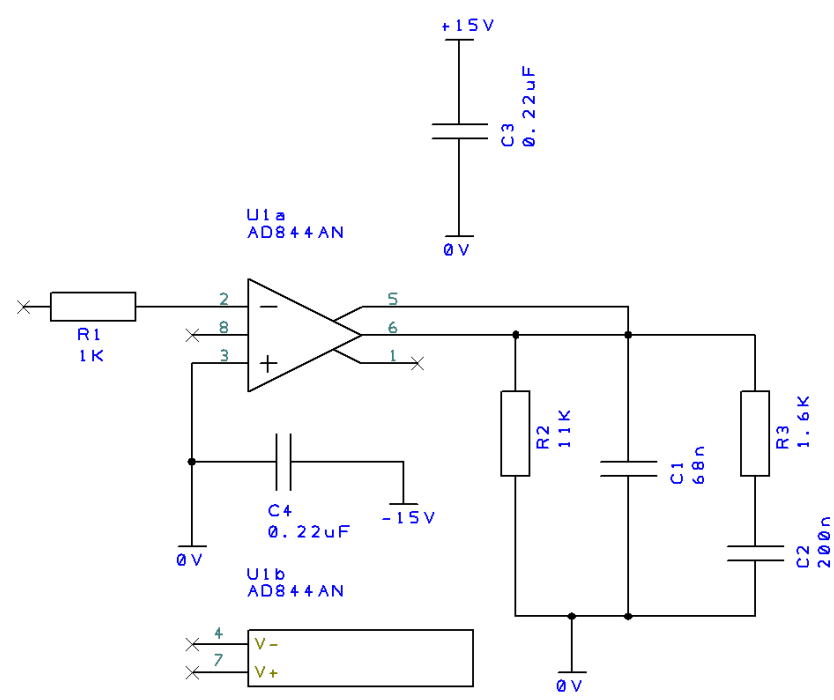 +15V
C3
0.22uF
0V
U1a
AD844AN
2
5
8
6
3
1
R1
1K
R2
11K
C1
68n
R3
1.6K
C4
0.22uF
-15V
0V
C2
200n
U1b
AD844AN
4
V-
7
V+
0V